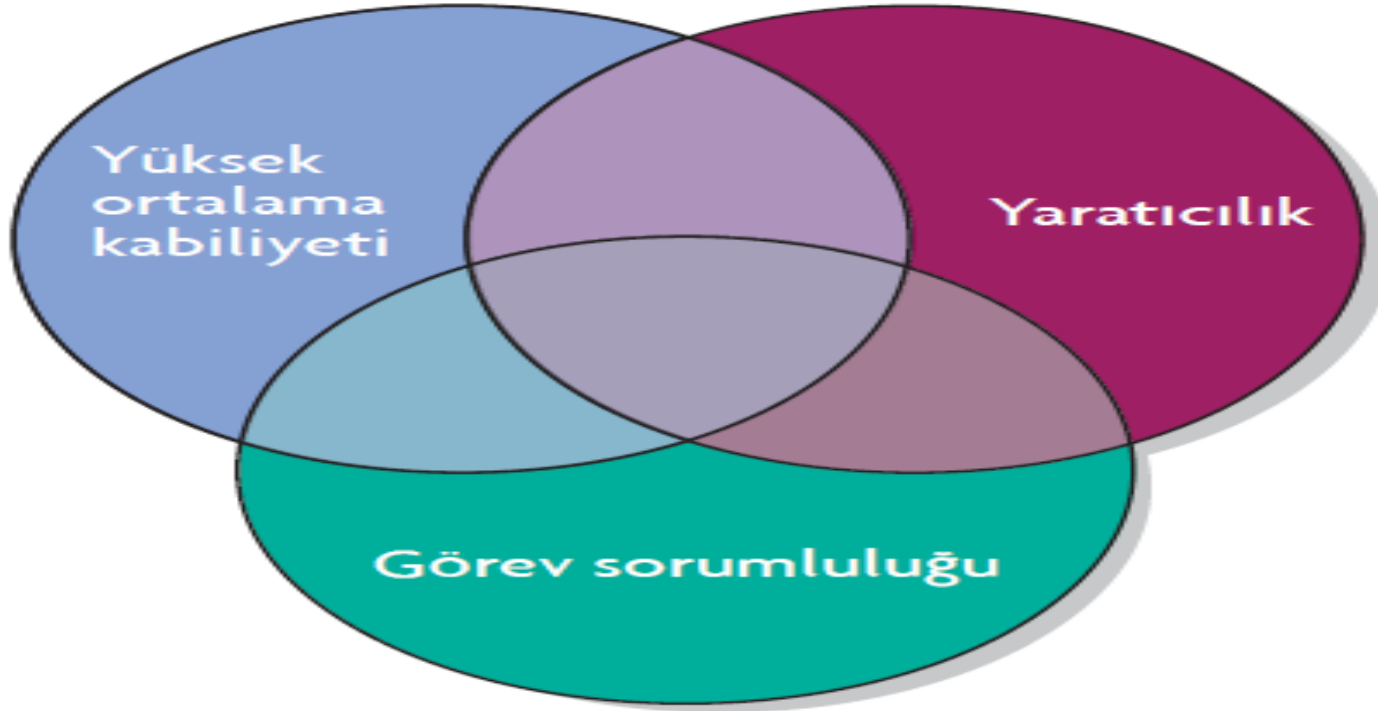 Yüksek
ortalama
kabiliyeti
Yaratıcılık
Görev sorumluluğu